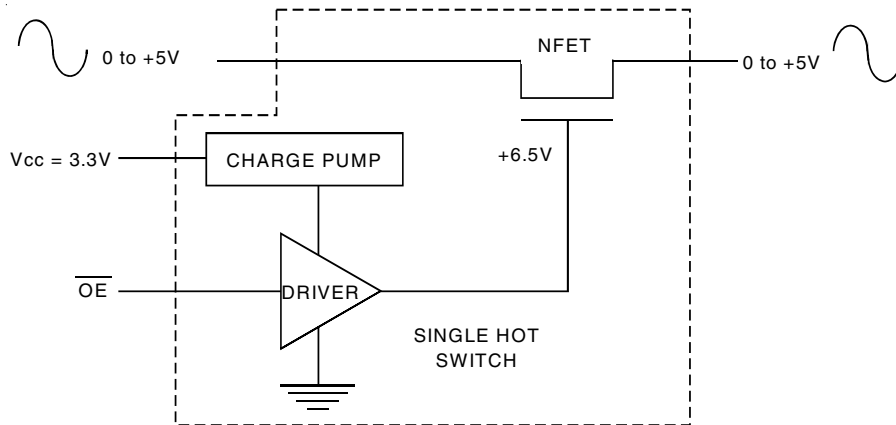 NFET
0 to +5V
0 to +5V
Vcc = 3.3V
CHARGE PUMP
+6.5V
OE
DRIVER
SINGLE HOT
SWITCH